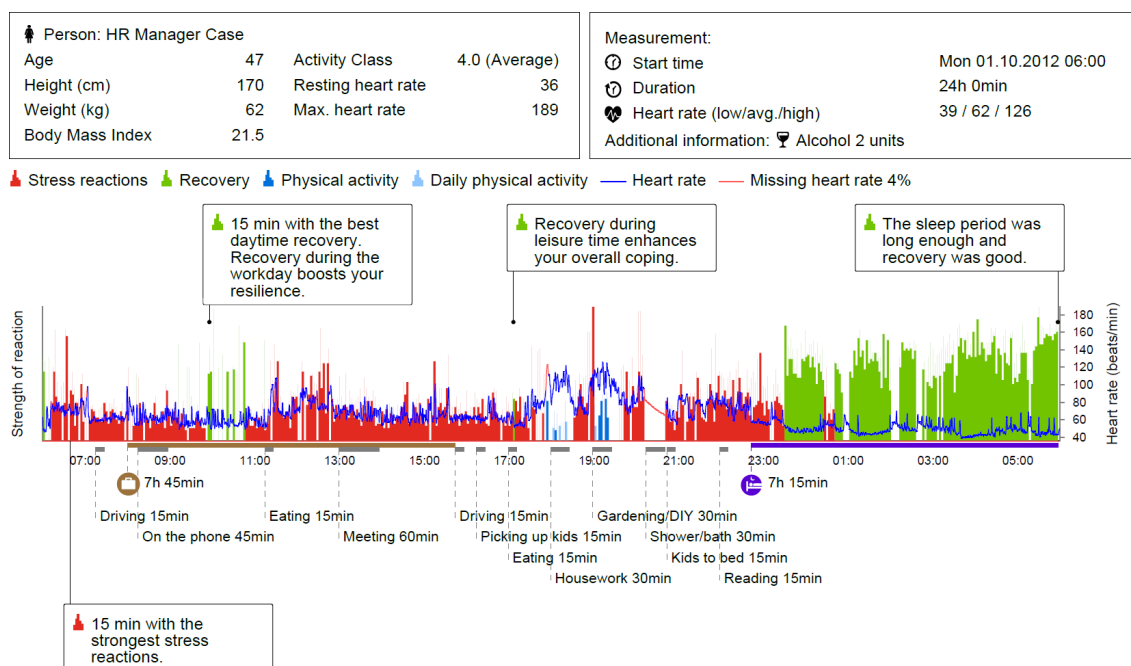 Person: HR Manager Case
Age 47 Activity Class 4.0 (Average)
Height (cm) 170 Resting heart rate 36
Weight (kg) 62 Max. heart rate 189
Body Mass Index 21.5
Measurement:
Start time Mon 01.10.2012 06:00
Duration 24h 0min
Heart rate (low/avg./high) 39 / 62 / 126
Additional information: Alcohol 2 units
Stress reactions Recovery Physical activity Daily physical activity Heart rate Missing heart rate 4%
15 min with the best
daytime recovery.
Recovery during the
workday boosts your
resilience.
Recovery during
leisure time enhances
your overall coping.
The sleep period was
long enough and
recovery was good.
Strength of reaction
180
160
140
120
100
80
60
40
Heart rate (beats/min)
07:00 09:00 11:00 13:00 15:00 17:00 19:00 21:00 23:00 01:00 03:00 05:00
7h 45min 7h 15min
Driving 15min Eating 15min Driving 15min Gardening/DIY 30min
On the phone 45min Meeting 60min Picking up kids 15min Shower/bath 30min
Eating 15min Kids to bed 15min
Housework 30min Reading 15min
15 min with the
strongest stress
reactions.